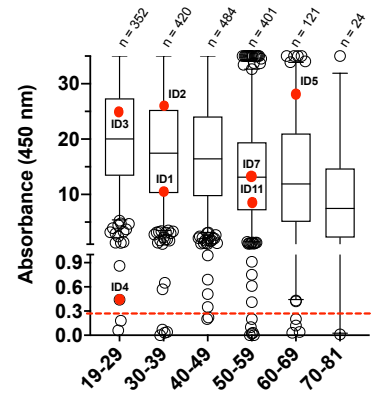 n = 352
n = 420
n = 484
n = 401
n = 121
n = 24
Absorbance (450 nm)
30
20
10
0.9
0.6
0.3
0.0
ID3
ID2
ID1
ID7
ID11
ID5
ID4
19-29
30-39
40-49
50-59
60-69
70-81